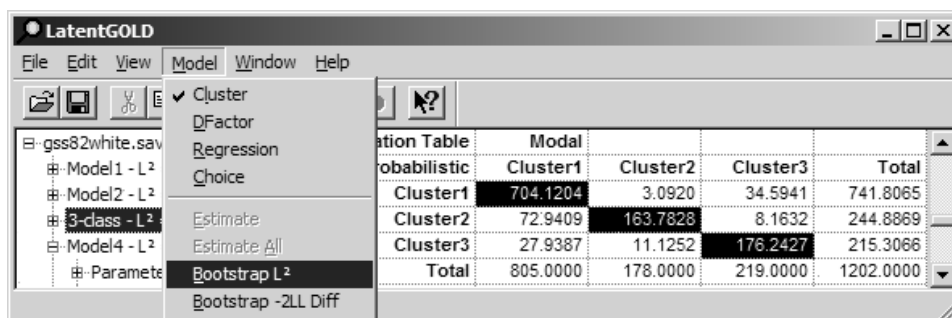 LatentGOLD
File Edit View Model Window Help
Cluster
DFactor
Regression
Choice
Estimate
Estimate All
Bootstrap L²
Bootstrap -2LL Diff
gss82white.sav
Model1 - L²
Model2 - L²
3-class - L²
Model4 - L²
Table Modal
Cluster1 Cluster2 Cluster3 Total
Cluster1 704.1204 3.0920 34.5941 741.8065
Cluster2 72.9409 163.7828 8.1632 244.8869
Cluster3 27.9387 11.1252 176.2427 215.3066
Total 805.0000 178.0000 219.0000 1202.0000